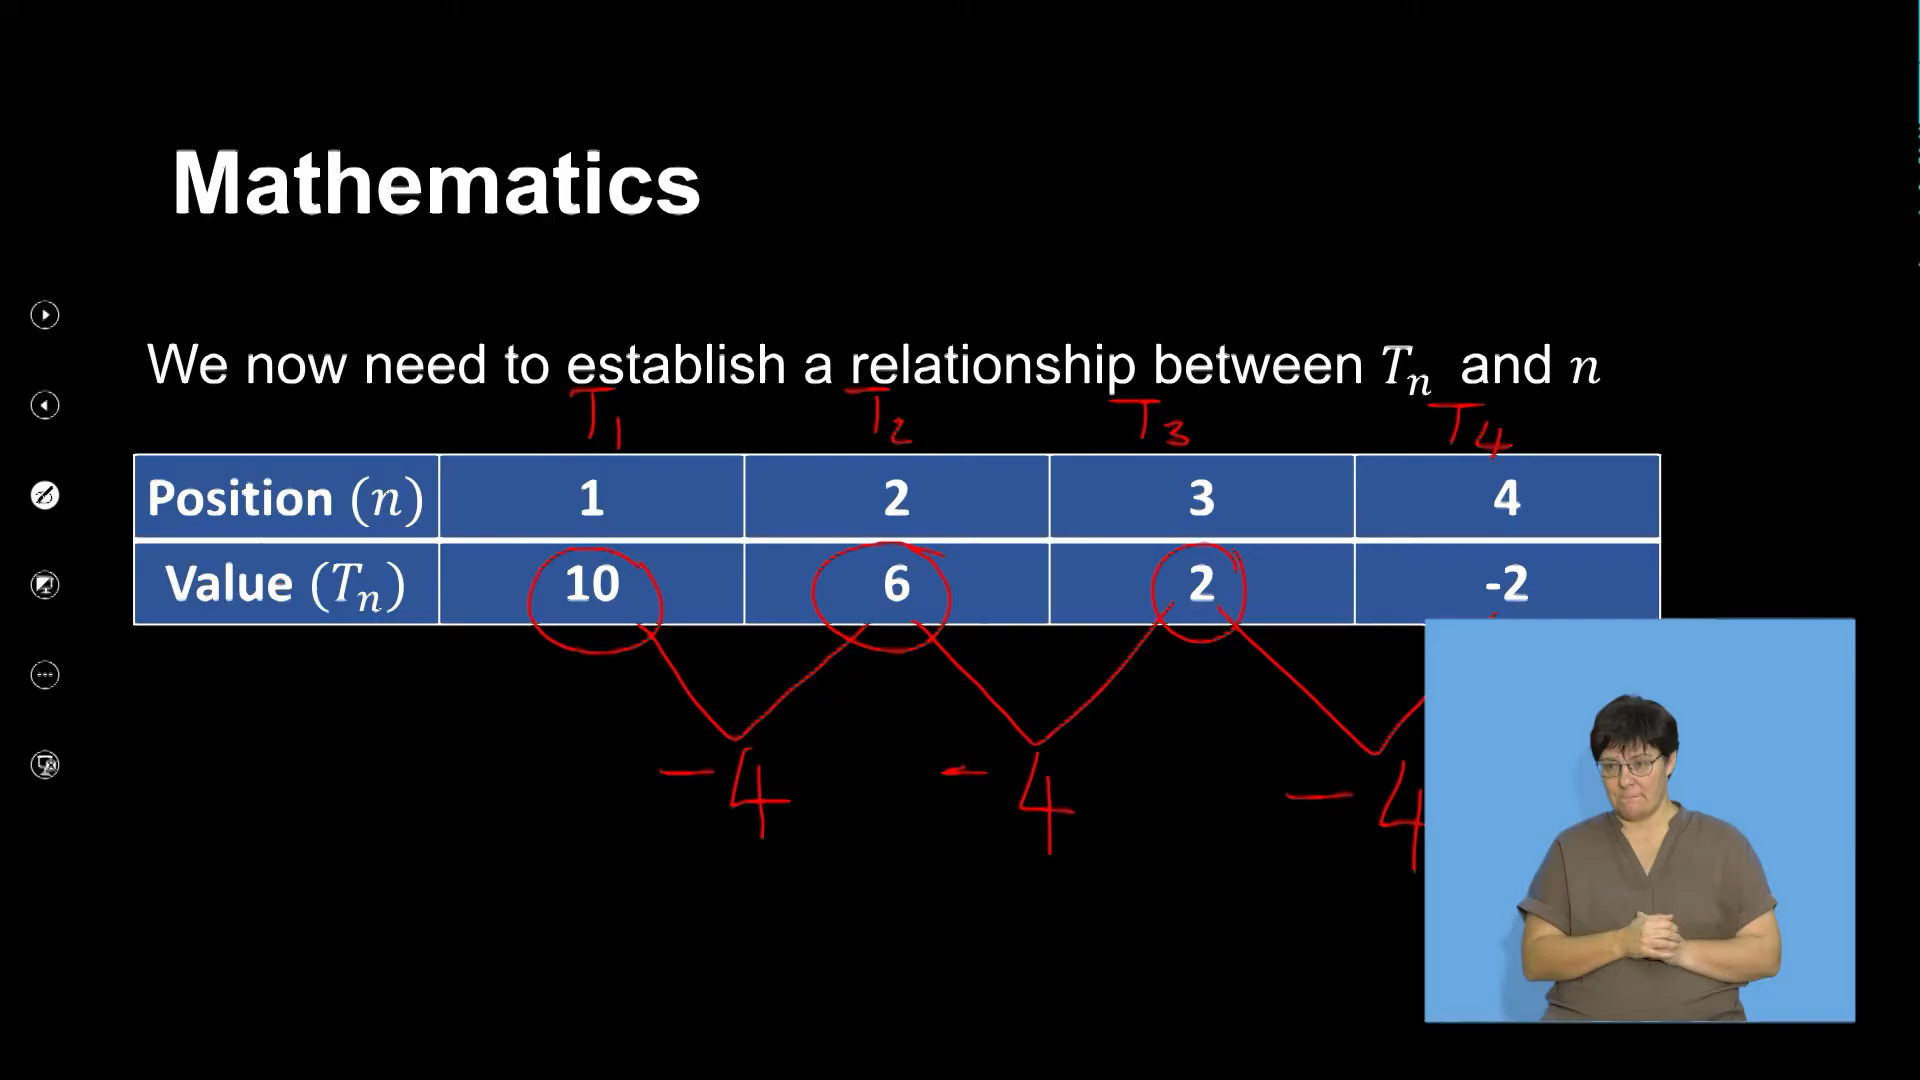 Mathematics
We now need to establish a relationship between Tₙ and n
T₁ T₂ T₃ T₄
Position (n) 1 2 3 4
Value (Tₙ) 10 6 2 -2
-4 -4 -4